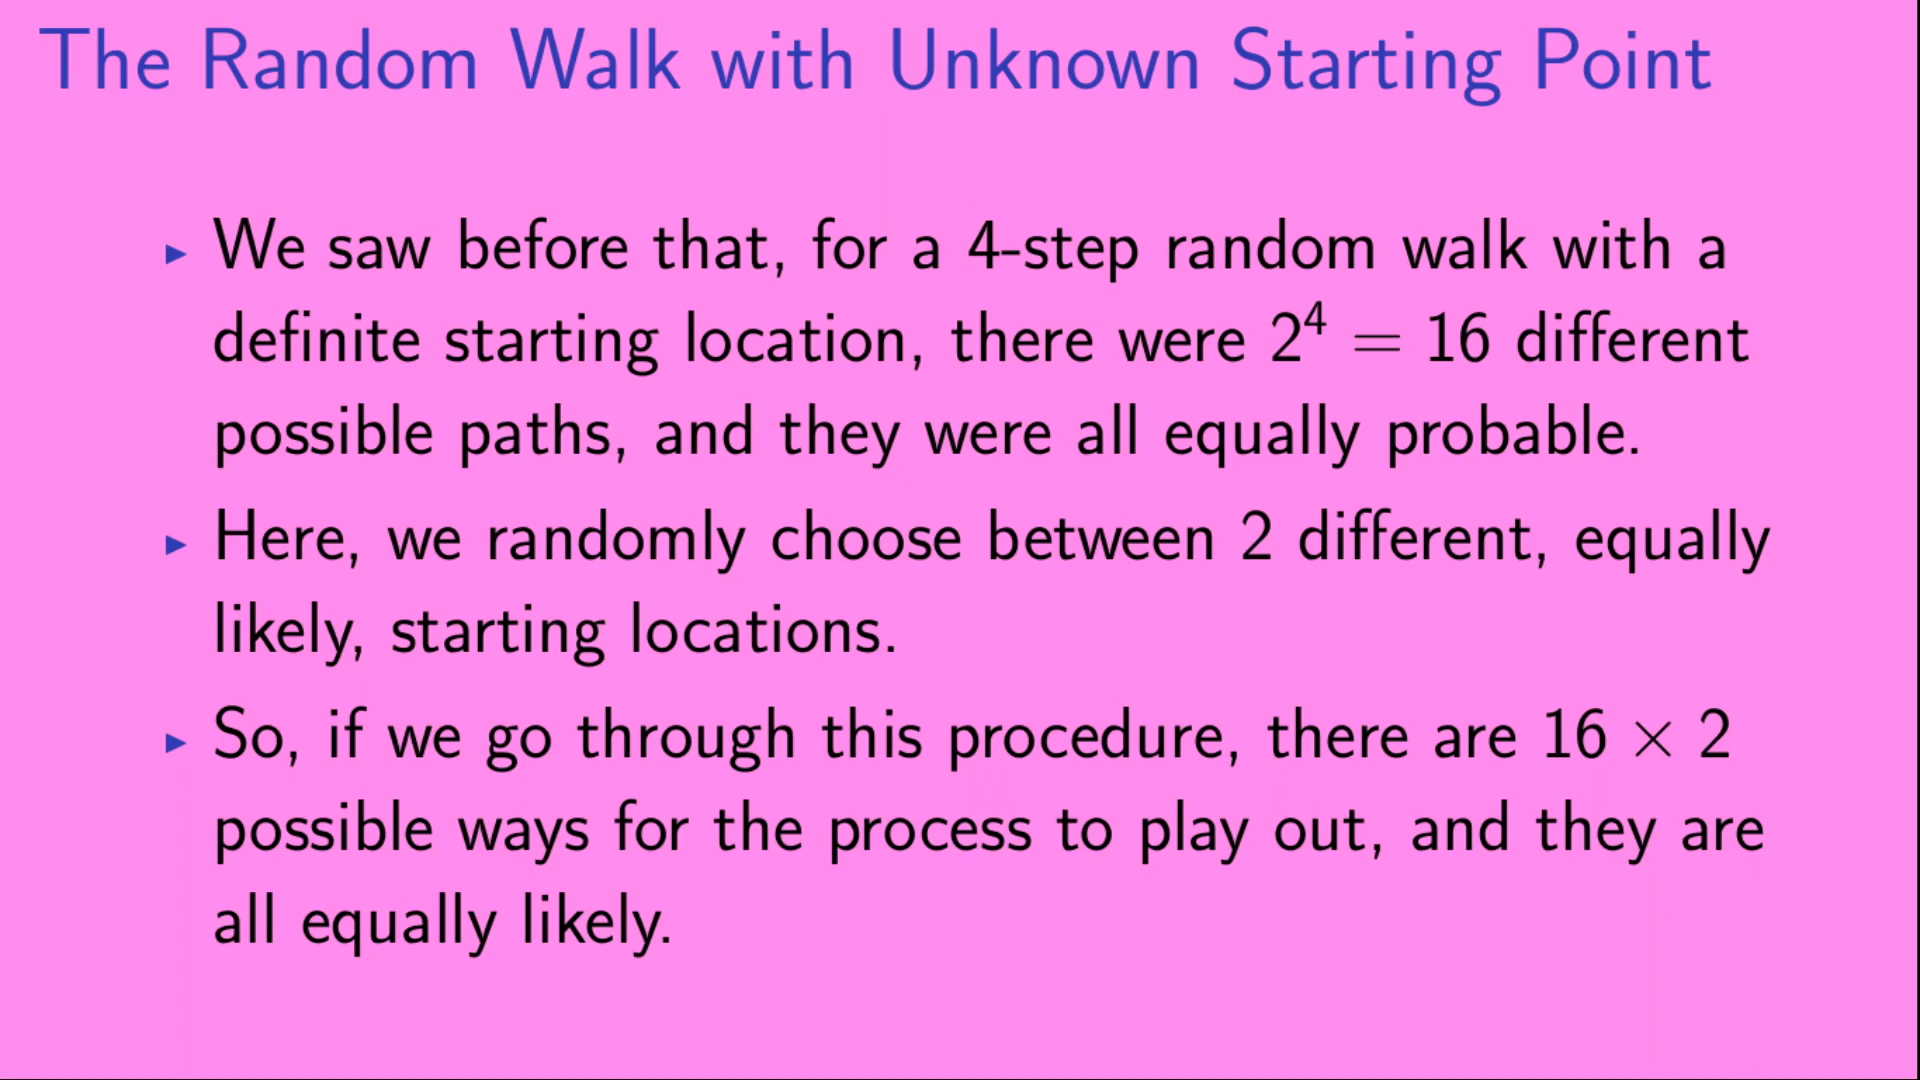 The Random Walk with Unknown Starting Point
▶ We saw before that, for a 4-step random walk with a
definite starting location, there were 2⁴ = 16 different
possible paths, and they were all equally probable.
▶ Here, we randomly choose between 2 different, equally
likely, starting locations.
▶ So, if we go through this procedure, there are 16 × 2
possible ways for the process to play out, and they are
all equally likely.